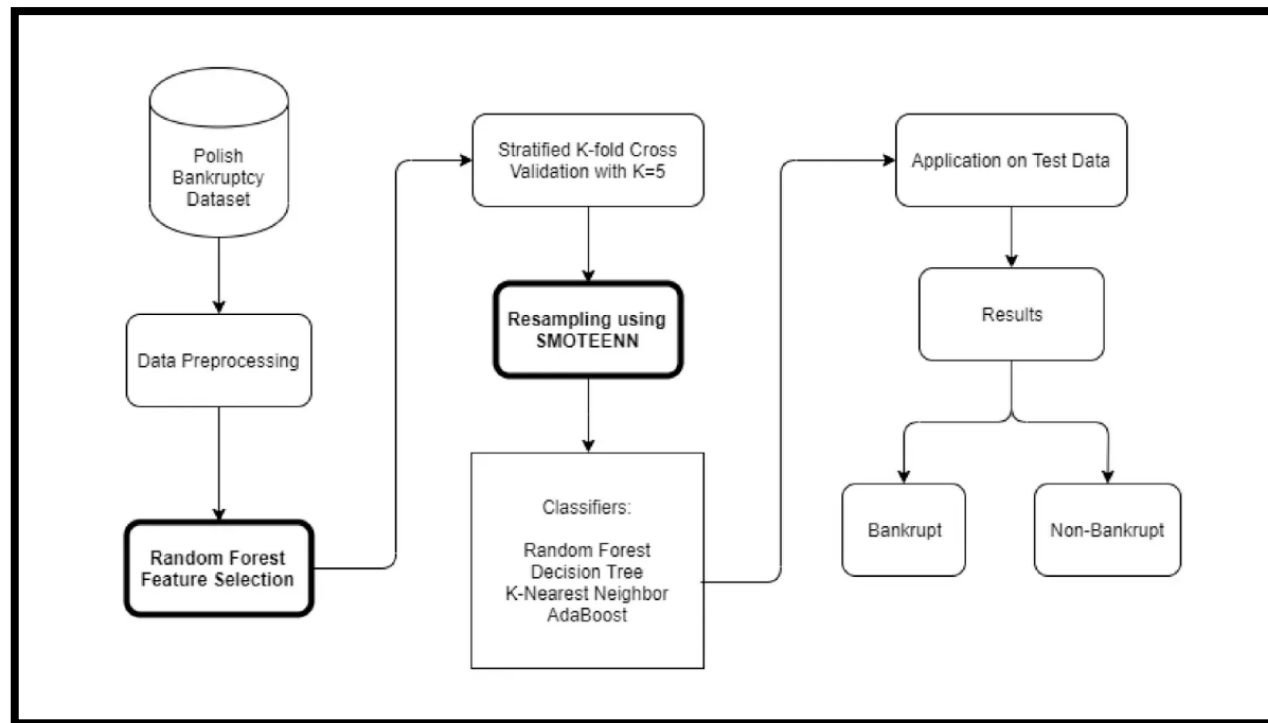 Polish
Bankruptcy
Dataset
Data Preprocessing
Random Forest
Feature Selection
Stratified K-fold Cross
Validation with K=5
Resampling using
SMOTEENN
Classifiers:
Random Forest
Decision Tree
K-Nearest Neighbor
AdaBoost
Application on Test Data
Results
Bankrupt
Non-Bankrupt